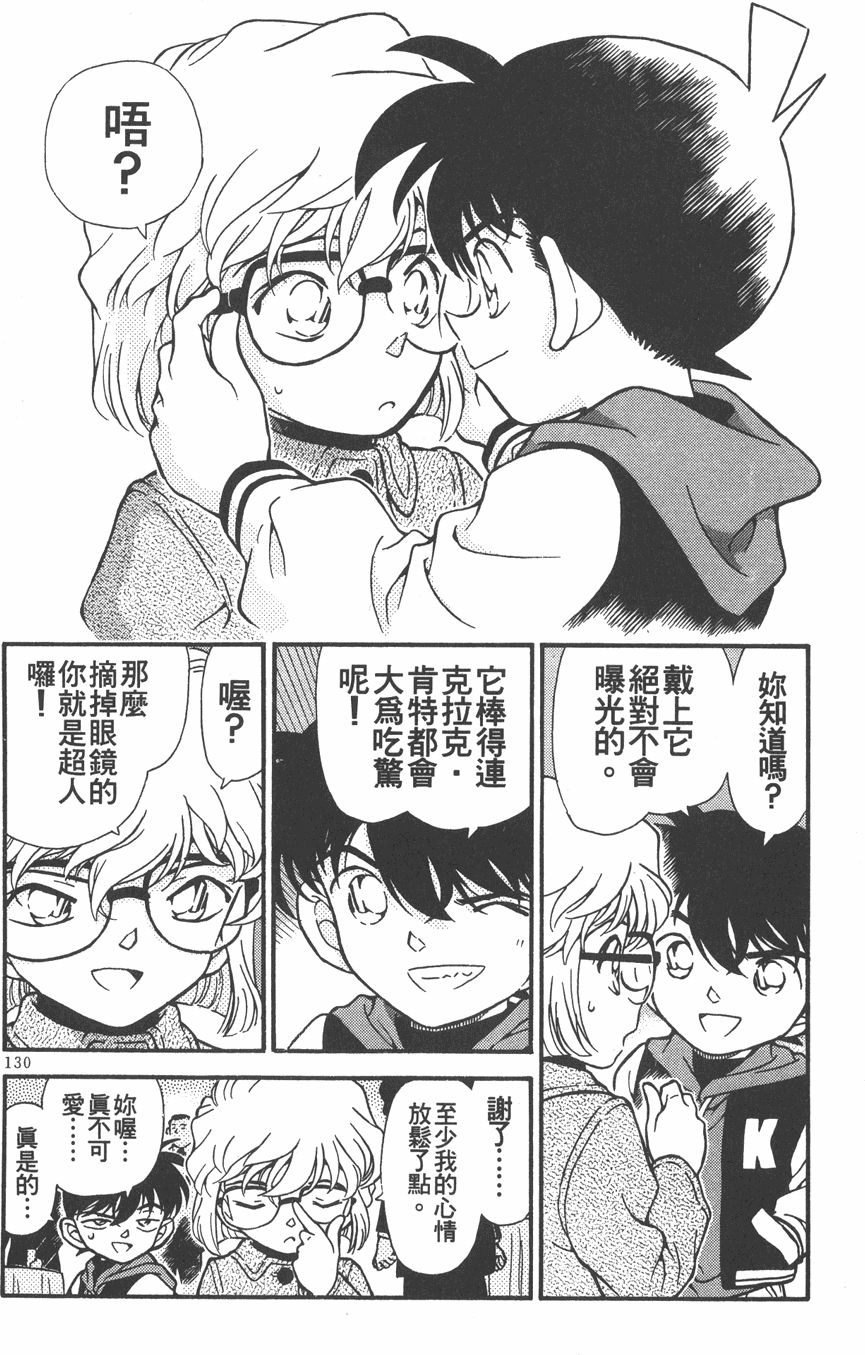 唔?
妳知道嗎?
戴上它
絕對不會
曝光的。
它棒得連
克拉克·
肯特都會
大爲吃驚
呢!
喔?
那麼
摘掉眼鏡的
你就是超人
囉!
K
謝了……
至少我的心情
放鬆了點。
妳喔…
眞不可
愛……
眞是的…
130